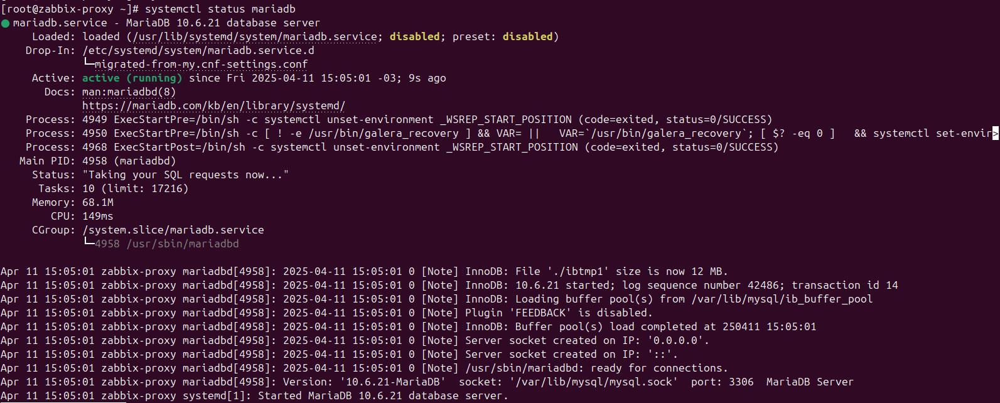 [root@zabbix-proxy ~]# systemctl status mariadb
● mariadb.service - MariaDB 10.6.21 database server
     Loaded: loaded (/usr/lib/systemd/system/mariadb.service; disabled; preset: disabled)
    Drop-In: /etc/systemd/system/mariadb.service.d
             └─migrated-from-my.cnf-settings.conf
     Active: active (running) since Fri 2025-04-11 15:05:01 -03; 9s ago
       Docs: man:mariadbd(8)
             https://mariadb.com/kb/en/library/systemd/
    Process: 4949 ExecStartPre=/bin/sh -c systemctl unset-environment _WSREP_START_POSITION (code=exited, status=0/SUCCESS)
    Process: 4950 ExecStartPre=/bin/sh -c [ ! -e /usr/bin/galera_recovery ] && VAR= ||   VAR=`/usr/bin/galera_recovery`; [ $? -eq 0 ]   && systemctl set-envir>
    Process: 4968 ExecStartPost=/bin/sh -c systemctl unset-environment _WSREP_START_POSITION (code=exited, status=0/SUCCESS)
   Main PID: 4958 (mariadbd)
     Status: "Taking your SQL requests now..."
      Tasks: 10 (limit: 17216)
     Memory: 68.1M
        CPU: 149ms
     CGroup: /system.slice/mariadb.service
             └─4958 /usr/sbin/mariadbd
Apr 11 15:05:01 zabbix-proxy mariadbd[4958]: 2025-04-11 15:05:01 0 [Note] InnoDB: File './ibtmp1' size is now 12 MB.
Apr 11 15:05:01 zabbix-proxy mariadbd[4958]: 2025-04-11 15:05:01 0 [Note] InnoDB: 10.6.21 started; log sequence number 42486; transaction id 14
Apr 11 15:05:01 zabbix-proxy mariadbd[4958]: 2025-04-11 15:05:01 0 [Note] InnoDB: Loading buffer pool(s) from /var/lib/mysql/ib_buffer_pool
Apr 11 15:05:01 zabbix-proxy mariadbd[4958]: 2025-04-11 15:05:01 0 [Note] Plugin 'FEEDBACK' is disabled.
Apr 11 15:05:01 zabbix-proxy mariadbd[4958]: 2025-04-11 15:05:01 0 [Note] InnoDB: Buffer pool(s) load completed at 250411 15:05:01
Apr 11 15:05:01 zabbix-proxy mariadbd[4958]: 2025-04-11 15:05:01 0 [Note] Server socket created on IP: '0.0.0.0'.
Apr 11 15:05:01 zabbix-proxy mariadbd[4958]: 2025-04-11 15:05:01 0 [Note] Server socket created on IP: '::'.
Apr 11 15:05:01 zabbix-proxy mariadbd[4958]: 2025-04-11 15:05:01 0 [Note] /usr/sbin/mariadbd: ready for connections.
Apr 11 15:05:01 zabbix-proxy mariadbd[4958]: Version: '10.6.21-MariaDB'  socket: '/var/lib/mysql/mysql.sock'  port: 3306  MariaDB Server
Apr 11 15:05:01 zabbix-proxy systemd[1]: Started MariaDB 10.6.21 database server.